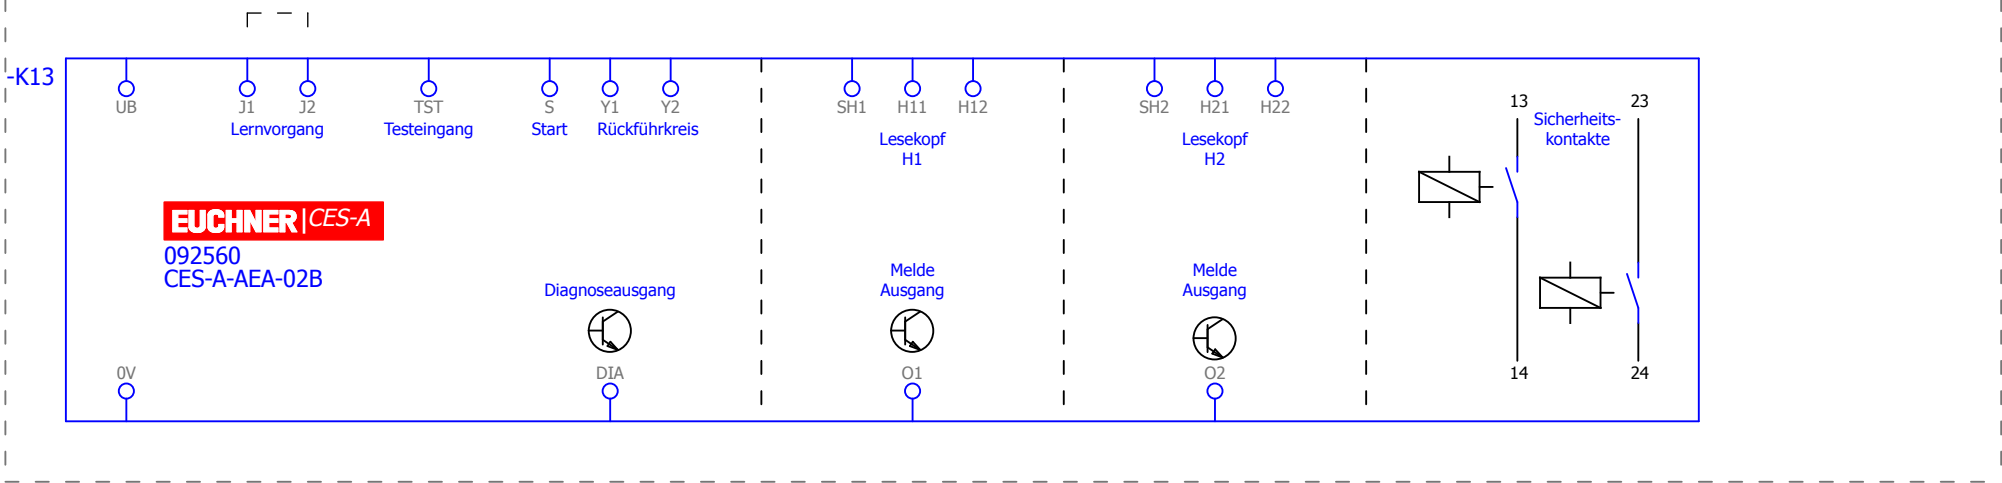 -K13
UB
J1
J2
TST
S
Y1
Y2
SH1
H11
H12
SH2
H21
H22
13
23
Lernvorgang
Testeingang
Start
Rückführkreis
Lesekopf
H1
Lesekopf
H2
Sicherheits-
kontakte
EUCHNER|CES-A
092560
CES-A-AEA-02B
Diagnoseausgang
Melde
Ausgang
Melde
Ausgang
0V
DIA
O1
O2
14
24